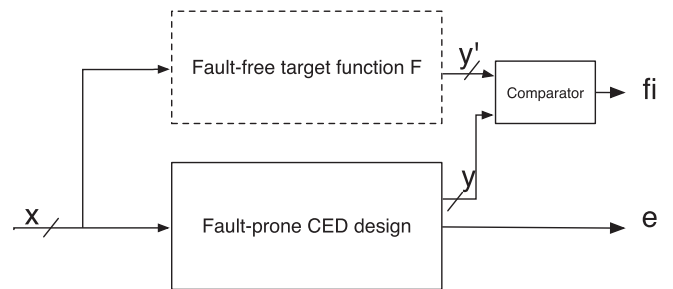 Fault-free target function F
y'
Comparator
fi
x
Fault-prone CED design
y
e